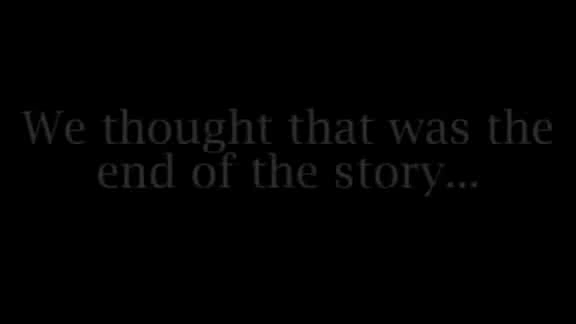 We thought that was the
end of the story...